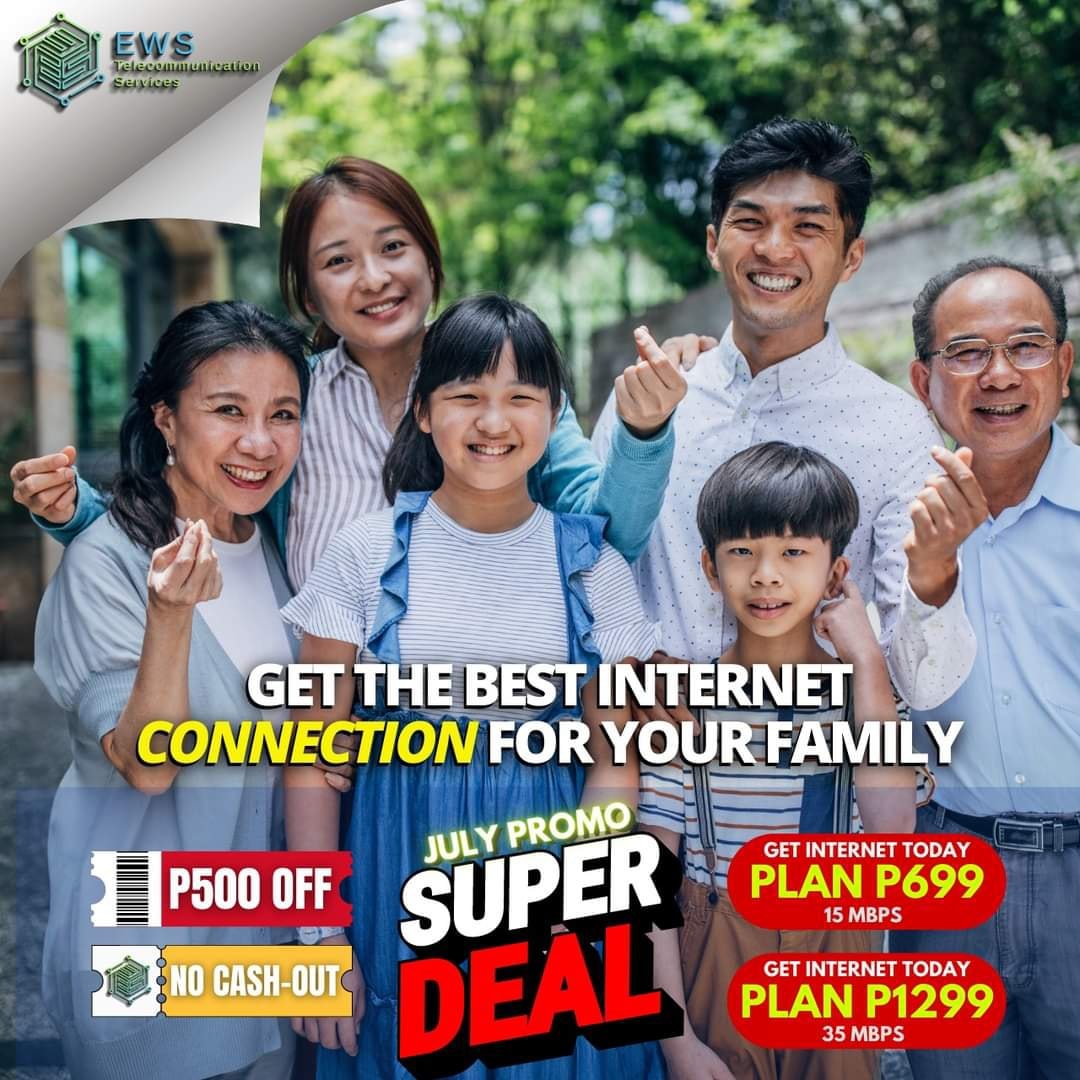 EWS
Telecommunication
Services
GET THE BEST INTERNET
CONNECTION FOR YOUR FAMILY
JULY PROMO
SUPER
DEAL
P500 OFF
NO CASH-OUT
GET INTERNET TODAY
PLAN P699
15 MBPS
GET INTERNET TODAY
PLAN P1299
35 MBPS